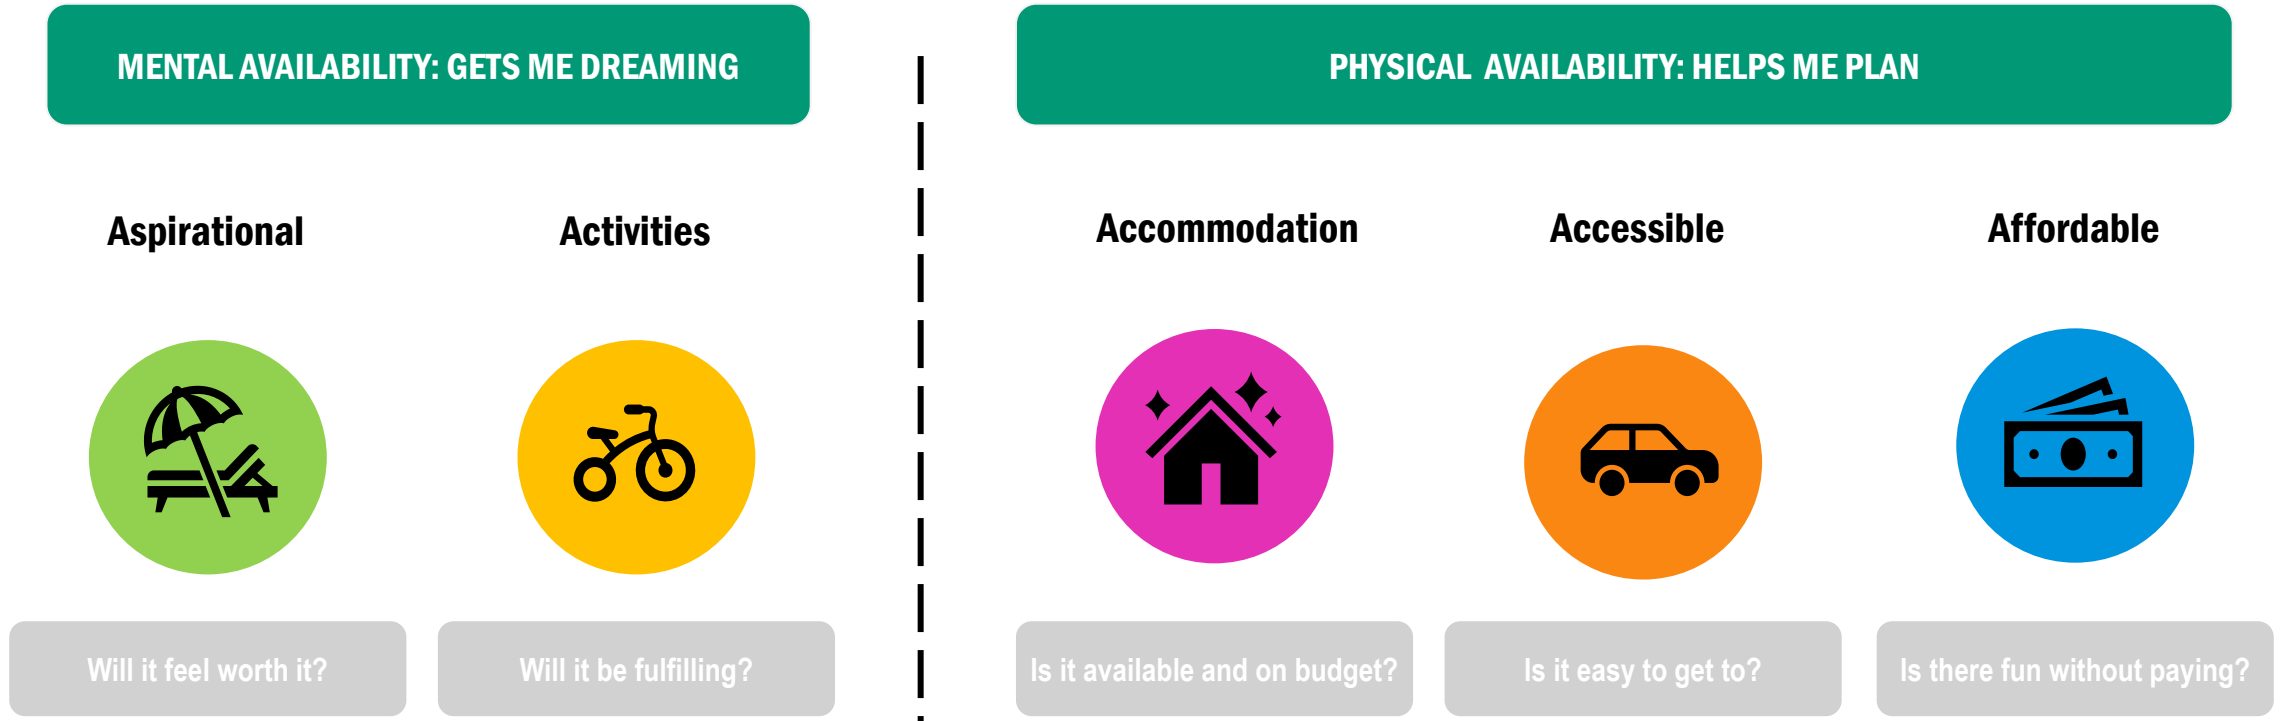 MENTAL AVAILABILITY: GETS ME DREAMING
PHYSICAL AVAILABILITY: HELPS ME PLAN
Aspirational
Activities
Accommodation
Accessible
Affordable
Will it feel worth it?
Will it be fulfilling?
Is it available and on budget?
Is it easy to get to?
Is there fun without paying?